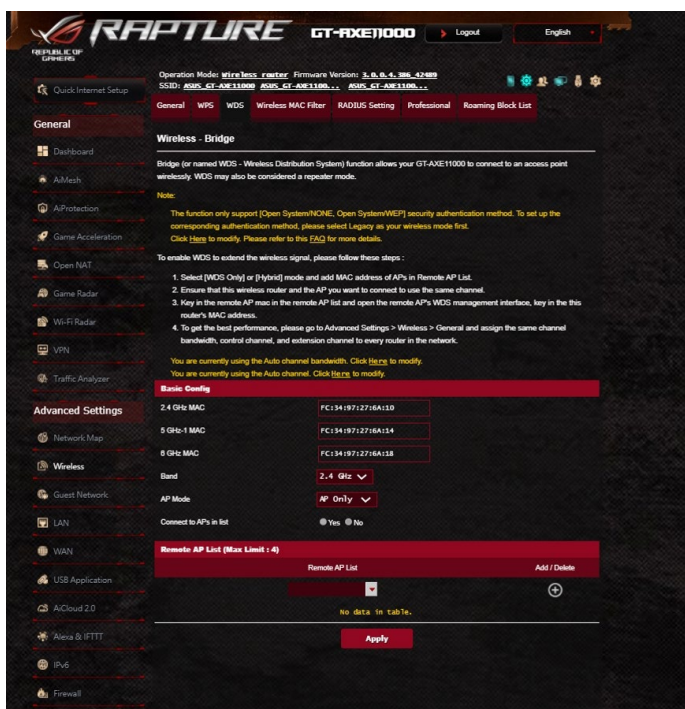 RAPTURE GT-AXE11000 Logout English
REPUBLIC OF
GAMERS
Quick Internet Setup
General
Dashboard
AiMesh
AiProtection
Game Acceleration
Open NAT
Game Radar
Wi-Fi Radar
VPN
Traffic Analyzer
Advanced Settings
Network Map
Wireless
Guest Network
LAN
WAN
USB Application
AiCloud 2.0
Alexa & IFTTT
IPv6
Firewall
Operation Mode: Wireless router Firmware Version: 3.0.0.4.386_42489
SSID: ASUS_GT-AXE11000 ASUS_GT-AXE1100... ASUS_GT-AXE1100...
General WPS WDS Wireless MAC Filter RADIUS Setting Professional Roaming Block List
Wireless - Bridge
Bridge (or named WDS - Wireless Distribution System) function allows your GT-AXE11000 to connect to an access point
wirelessly. WDS may also be considered a repeater mode.
Note:
The function only support [Open System/NONE, Open System/WEP] security authentication method. To set up the
corresponding authentication method, please select Legacy as your wireless mode
first.
Click Here to modify. Please refer to this FAQ for more details.
To enable WDS to extend the wireless signal, please follow these steps :
1. Select [WDS Only] or [Hybrid] mode and add MAC address of APs in Remote AP
List.
2. Ensure that this wireless router and the AP you want to connect to use the same channel.
3. Key in the remote AP mac in the remote AP list and open the remote AP's WDS management interface, key in the this
router's MAC address.
4. To get the best performance, please go to Advanced Settings > Wireless > General and assign the same channel
bandwidth, control channel, and extension channel to every router in the network.
You are currently using the Auto channel bandwidth. Click Here to modify.
You are currently using the Auto channel. Click Here to modify.
Basic Config
2.4 GHz MAC FC:34:97:27:6A:10
5 GHz-1 MAC FC:34:97:27:6A:14
6 GHz MAC FC:34:97:27:6A:18
Band 2.4 GHz
AP Mode AP Only
Connect to APs in list Yes No
Remote AP List (Max Limit : 4)
Remote AP List Add / Delete
No data in table.
Apply